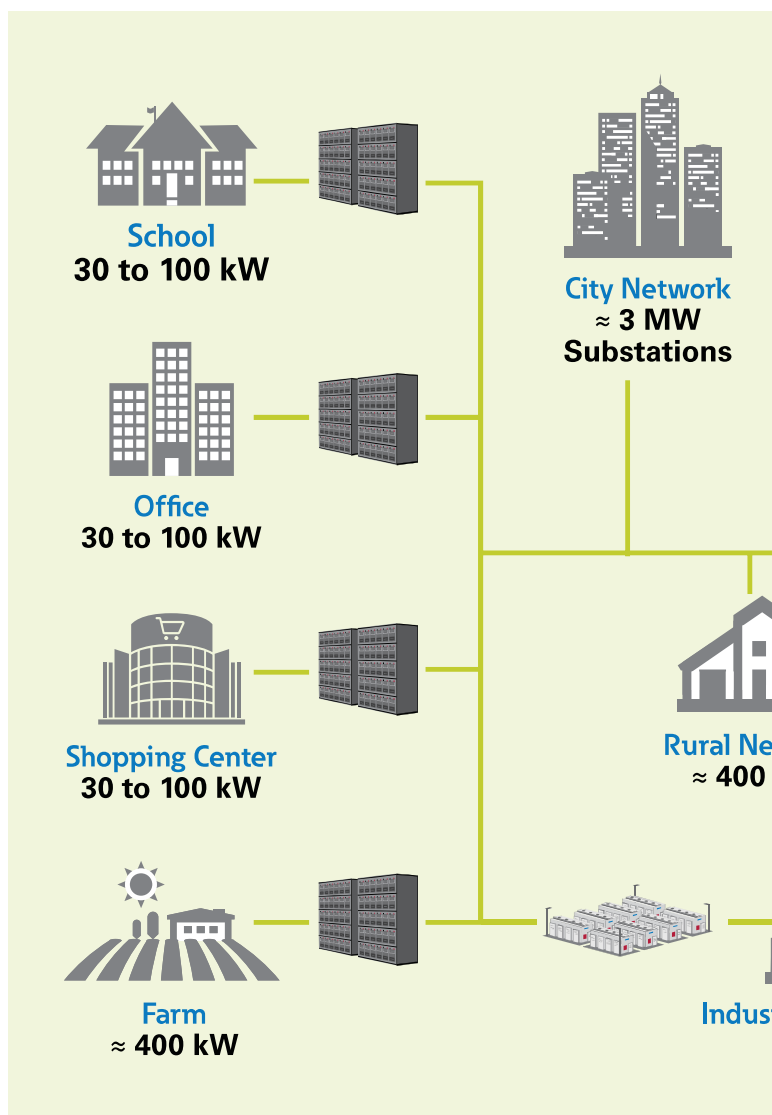 School
30 to 100 kW
City Network
≈ 3 MW
Substations
Office
30 to 100 kW
Shopping Center
30 to 100 kW
Rural
≈ 400
Farm
≈ 400 kW